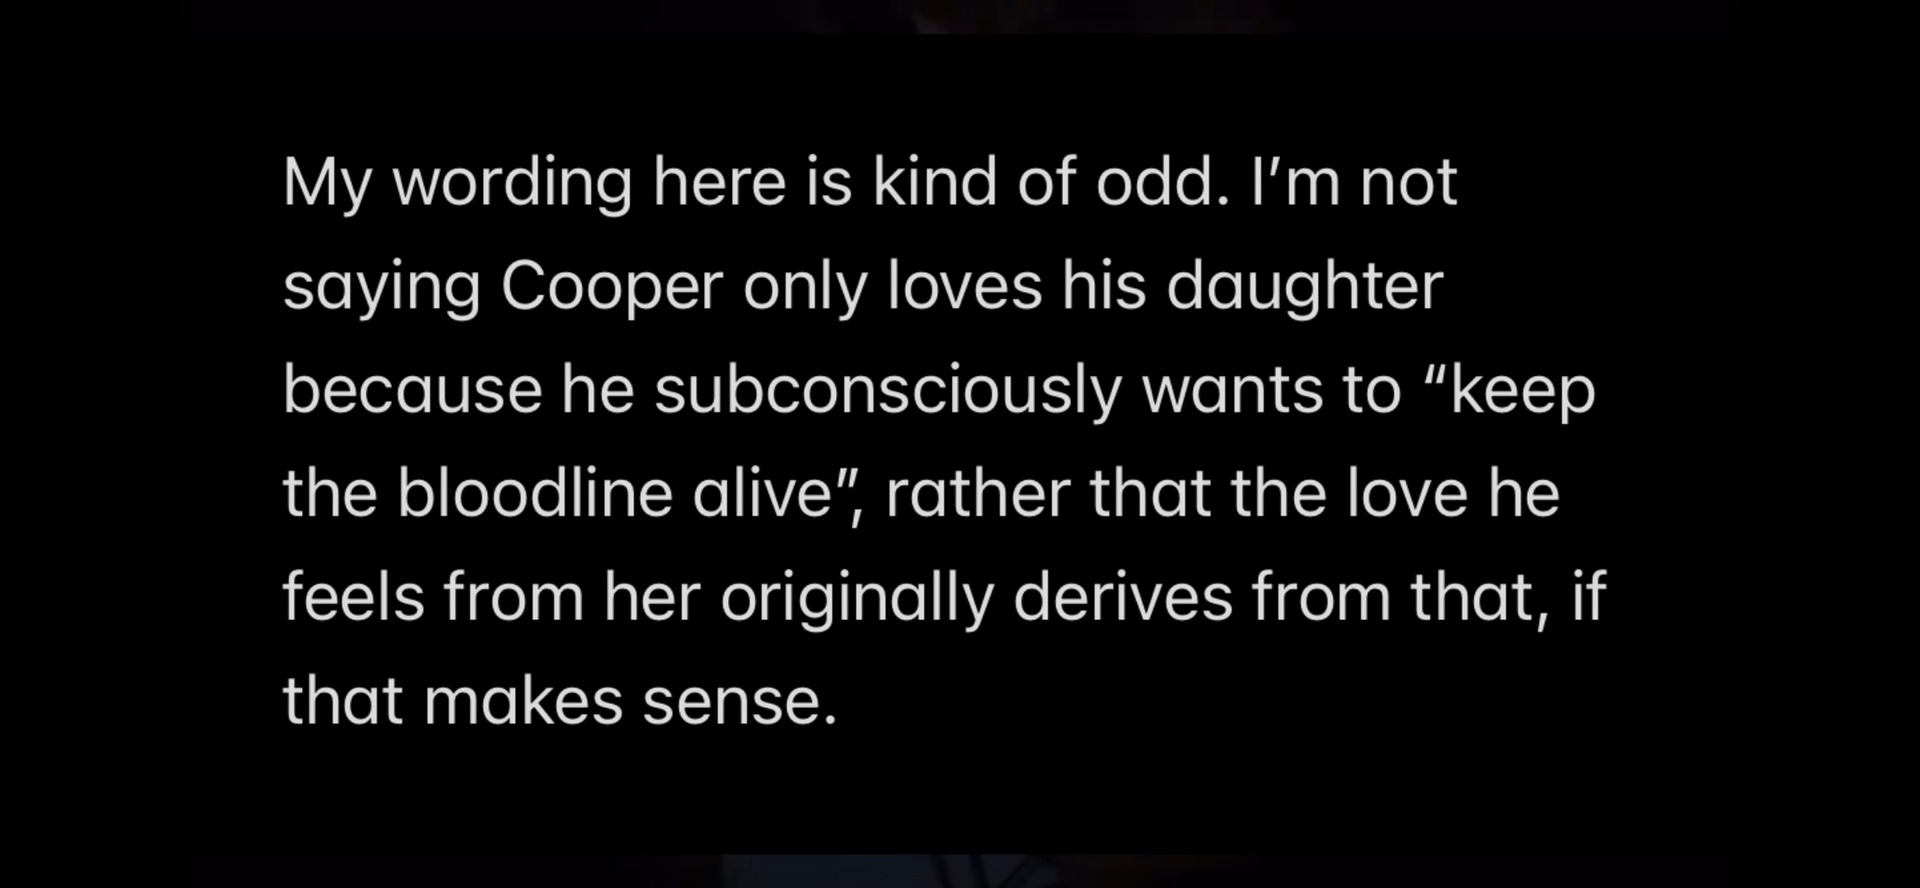 My wording here is kind of odd. I’m not
saying Cooper only loves his daughter
because he subconsciously wants to “keep
the bloodline alive”, rather that the love he
feels from her originally derives from that, if
that makes sense.